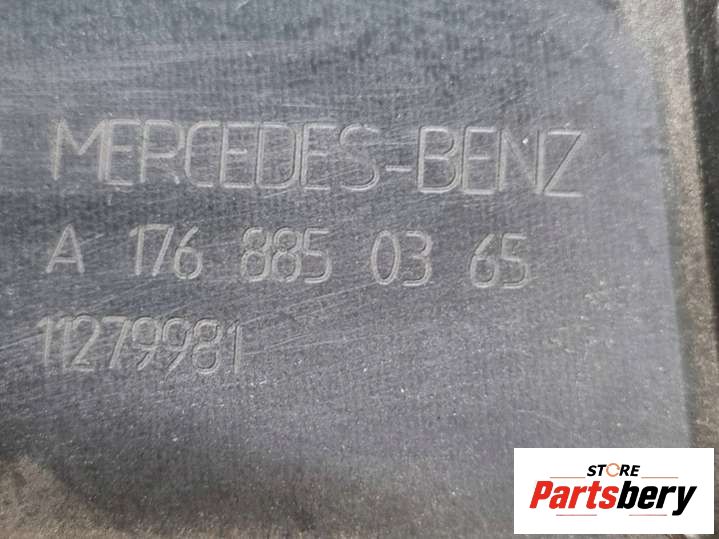 MERCEDES-BENZ
A 176 885 03 65
11279981
STORE
Partsbery